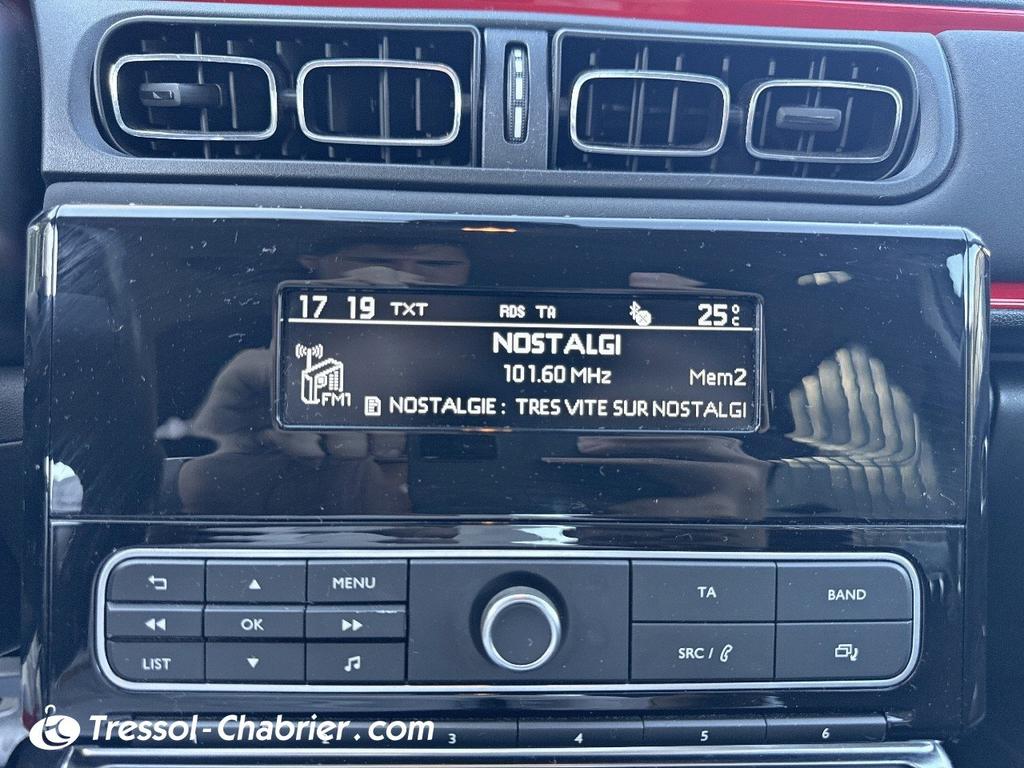 17 19 TXT RDS TA 25°C
NOSTALGI
101.60 MHz Mem2
FM1
NOSTALGIE : TRES VITE SUR NOSTALGI
MENU TA BAND
OK
LIST SRC /
Tressol-Chabrier.com
3 4 5 6